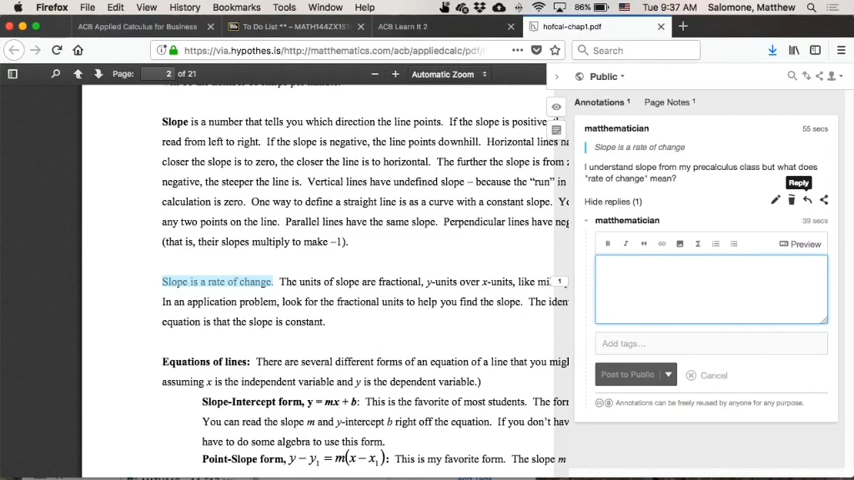 Firefox File Edit View History Bookmarks Tools Window Help 86% Tue 9:37 AM Salomone, Matthew
ACB Applied Calculus for Business
To Do List ** – MATH144ZX1S1
ACB Learn It 2
hofcal-chap1.pdf
https://via.hypothes.is/http://mathematics.com/acb/appliedcalc/pdf/
Search
Page: 2 of 21
Automatic Zoom
Public
Slope is a number that tells you which direction the line points. If the slope is positive
read from left to right. If the slope is negative, the line points downhill. Horizontal lines
closer the slope is to zero, the closer the line is to horizontal. The further the slope is from
negative, the steeper the line is. Vertical lines have undefined slope – because the "run" in
calculation is zero. One way to define a straight line is as a curve with a constant slope.
any two points on the line. Parallel lines have the same slope. Perpendicular lines have
(that is, their slopes multiply to make –1).
Slope is a rate of change. The units of slope are fractional, y-units over x-units, like
In an application problem, look for the fractional units to help you find the slope. The
equation is that the slope is constant.
Equations of lines: There are several different forms of an equation of a line that you
assuming x is the independent variable and y is the dependent variable.)
Slope-Intercept form, y = mx + b: This is the favorite of most students. The
You can read the slope m and y-intercept b right off the equation. If you don't
have to do some algebra to use this form.
Point-Slope form, y – y1 = m(x – x1): This is my favorite form. The slope m
Annotations 1 Page Notes 1
matthematician 55 secs
Slope is a rate of change
I understand slope from my precalculus class but what does
"rate of change" mean?
Reply
Hide replies (1)
matthematician 39 secs
B I Preview
1
Add tags...
Post to Public Cancel
Annotations can be freely reused by anyone for any purpose.